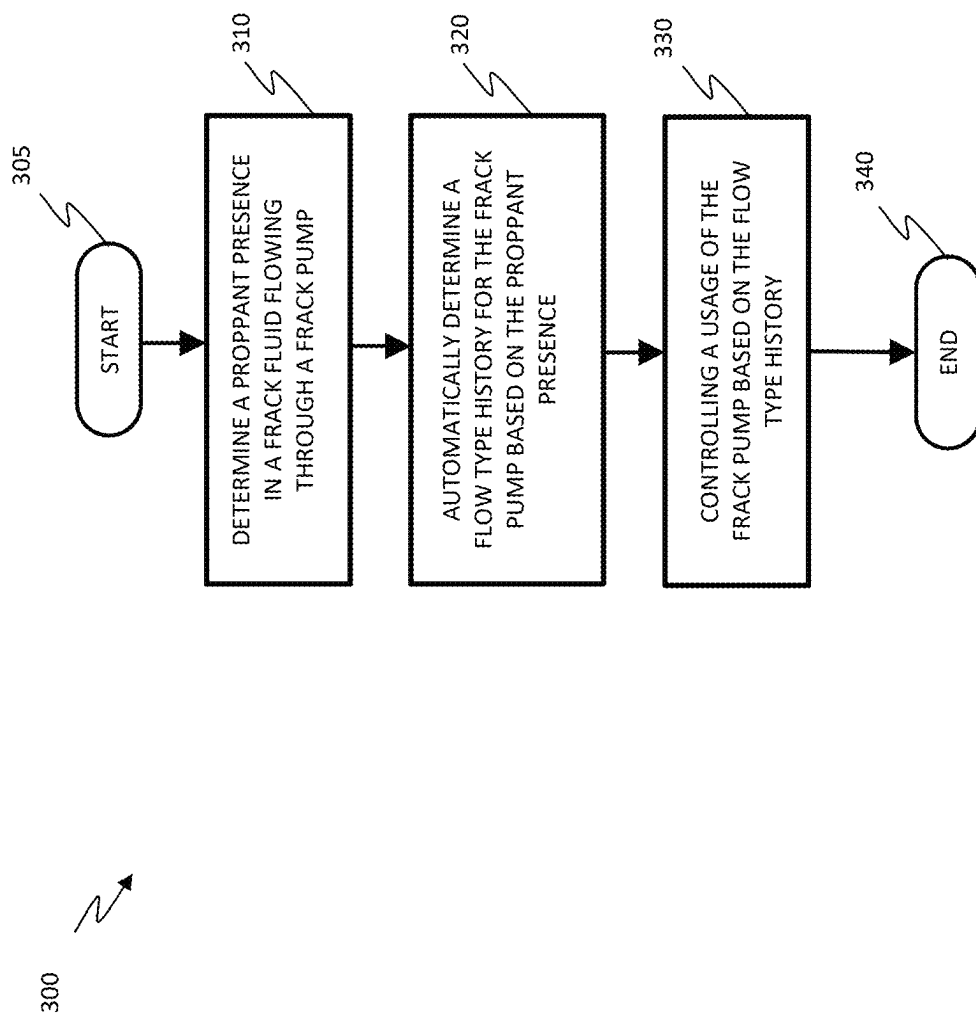 300
305
START
310
DETERMINE A PROPPANT PRESENCE
IN A FRACK FLUID FLOWING
THROUGH A FRACK PUMP
320
AUTOMATICALLY DETERMINE A
FLOW TYPE HISTORY FOR THE FRACK
PUMP BASED ON THE PROPPANT
PRESENCE
330
CONTROLLING A USAGE OF THE
FRACK PUMP BASED ON THE FLOW
TYPE HISTORY
340
END